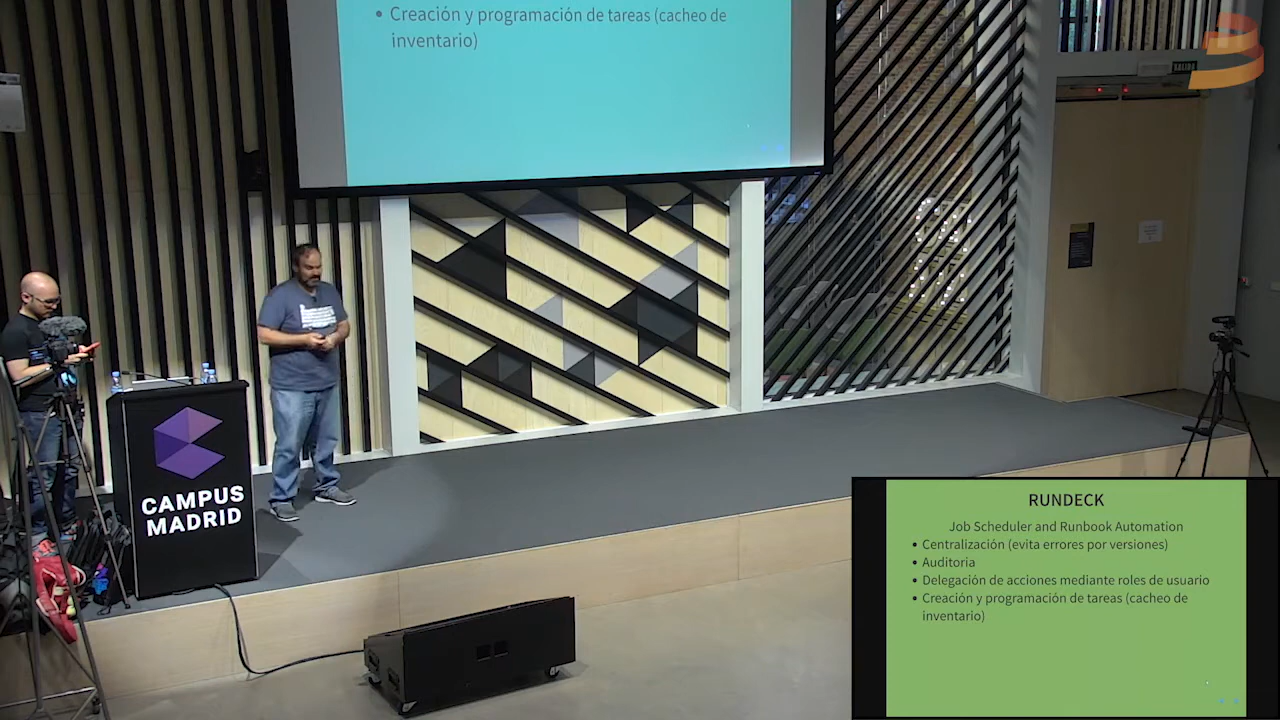 • Creación y programación de tareas (cacheo de
inventario)
SALIDA
CAMPUS
MADRID
RUNDECK
Job Scheduler and Runbook Automation
• Centralización (evita errores por versiones)
• Auditoria
• Delegación de acciones mediante roles de usuario
• Creación y programación de tareas (cacheo de
inventario)